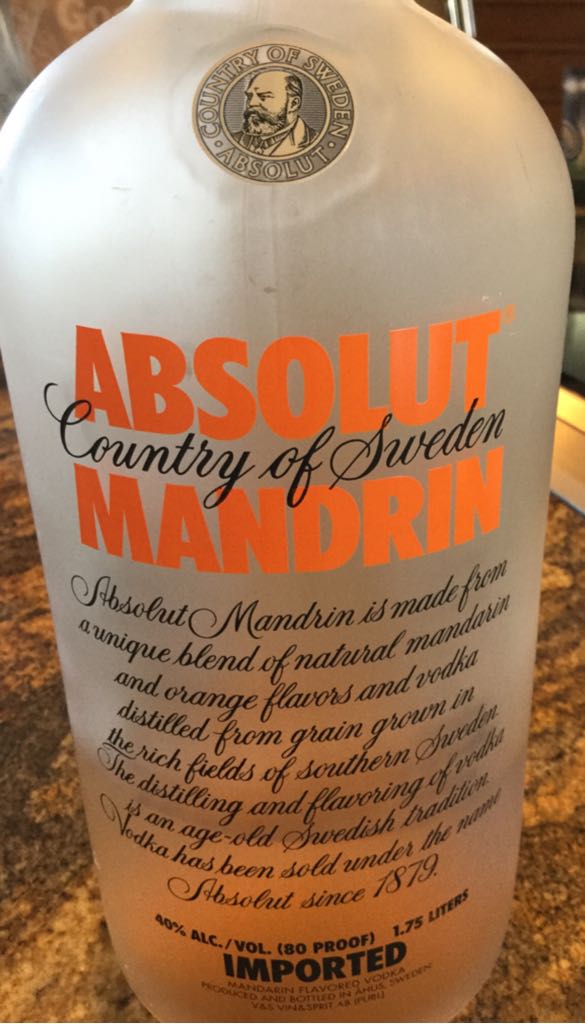 COUNTRY OF SWEDEN
ABSOLUT
ABSOLUT®
Country of Sweden
MANDRIN
Absolut Mandrin is made from
a unique blend of natural mandarin
and orange flavors and vodka
distilled from grain grown in
the rich fields of southern Sweden.
The distilling and flavoring of vodka
is an age-old Swedish tradition.
Vodka has been sold under the name
Absolut since 1879.
40% ALC./VOL. (80 PROOF) 1.75 LITERS
IMPORTED
MANDARIN FLAVORED VODKA
PRODUCED AND BOTTLED IN ÅHUS, SWEDEN
V&S VIN&SPRIT AB (PUBL)